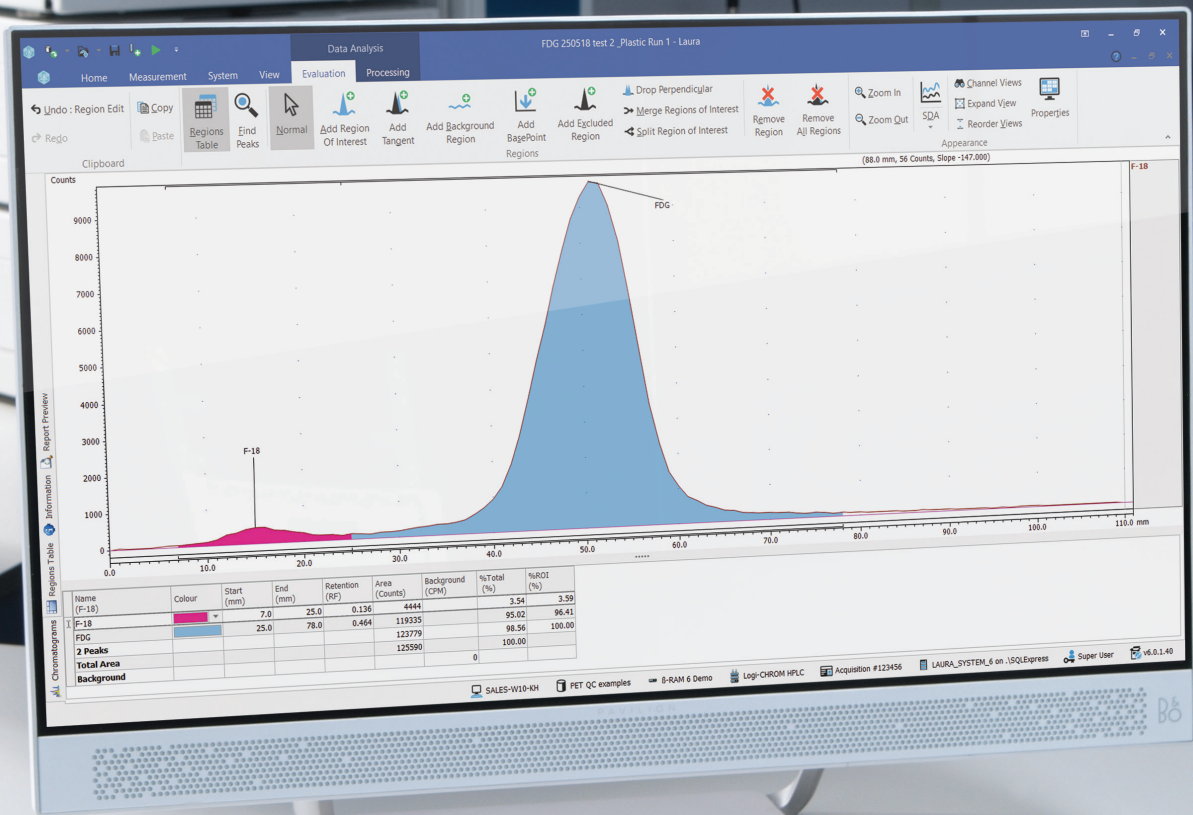 FDG 250518 test 2 _Plastic Run 1 - Laura
Data Analysis
Home Measurement System View Evaluation Processing
Undo : Region Edit
Redo
Copy
Paste
Clipboard
Regions Table
Find Peaks
Normal
Add Region Of Interest
Add Tangent
Add Background Region
Add BasePoint
Add Excluded Region
Drop Perpendicular
Merge Regions of Interest
Split Region of Interest
Remove Region
Remove All Regions
Regions
Zoom In
Zoom Out
SDA
Channel Views
Expand View
Reorder Views
Properties
Appearance
(88.0 mm, 56 Counts, Slope -147.000)
Counts
F-18
9000
8000
7000
6000
5000
4000
3000
2000
1000
0
FDG
F-18
0.0 10.0 20.0 30.0 40.0 50.0 60.0 70.0 80.0 90.0 100.0 110.0 mm
Report Preview
Information
Regions Table
Chromatograms
Name (F-18) Colour Start (mm) End (mm) Retention (RF) Area (Counts) Background (CPM) %Total (%) %ROI (%)
F-18 7.0 25.0 0.136 4444 3.54 3.59
FDG 25.0 78.0 0.464 119335 95.02 96.41
2 Peaks 123779 98.56 100.00
Total Area 125590 100.00
Background 0
SALES-W10-KH PET QC examples ß-RAM 6 Demo Logi-CHROM HPLC Acquisition #123456 LAURA_SYSTEM_6 on .\SQLExpress Super User v6.0.1.40
PAVILION
B&O